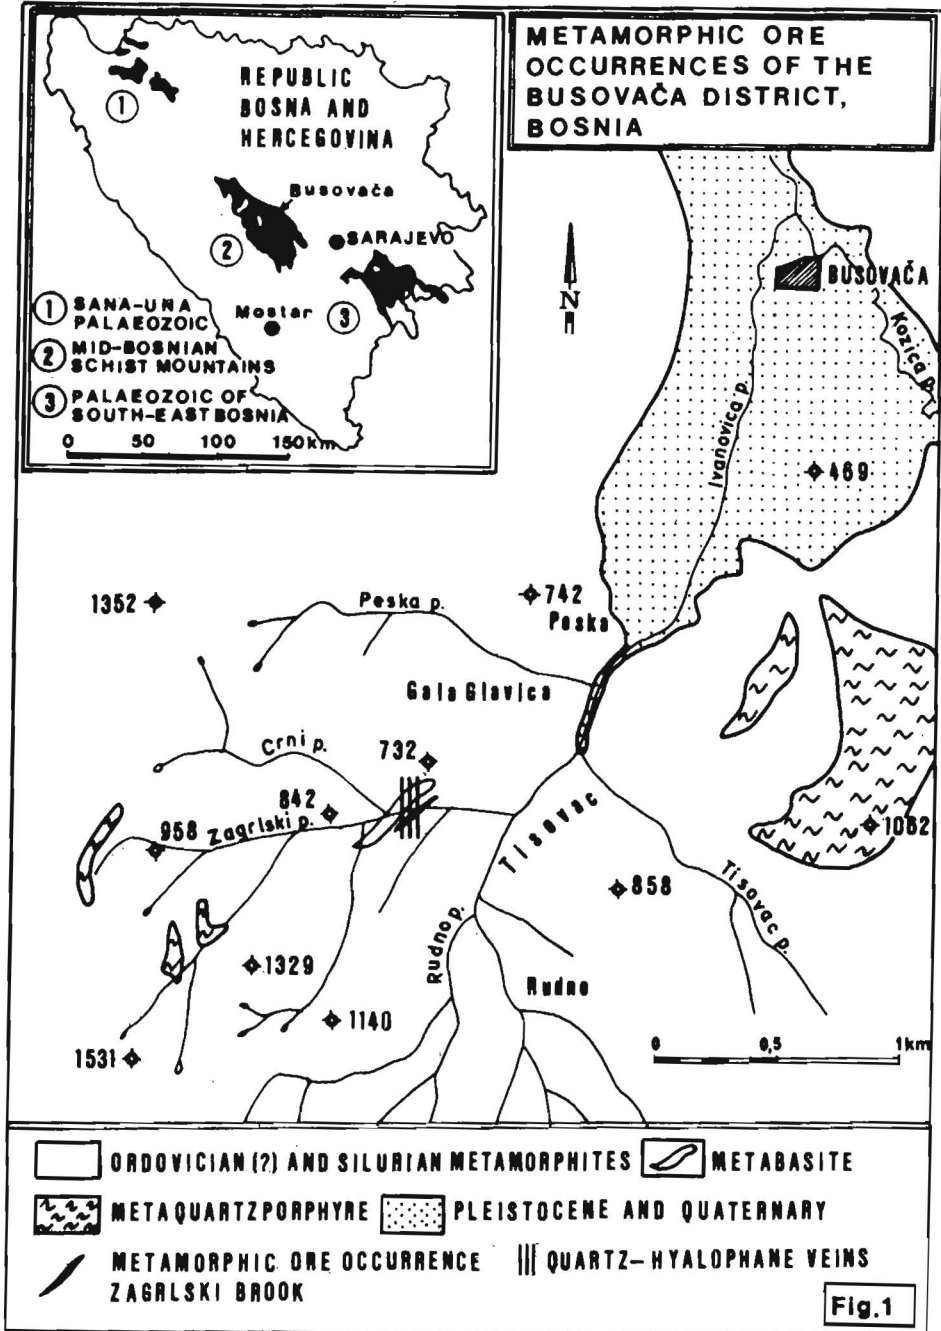 METAMORPHIC ORE
OCCURRENCES OF THE
BUSOVAČA DISTRICT,
BOSNIA
REPUBLIC
BOSNA AND
HERCEGOVINA
1
Busovača
2
SARAJEVO
3
Mostar
1 SANA-UNA
PALAEOZOIC
2 MID-BOSNIAN
SCHIST MOUNTAINS
3 PALAEOZOIC OF
SOUTH-EAST BOSNIA
0 50 100 150km
N
BUSOVAČA
Kozica p.
Ivanovica p.
469
1352
Peska p.
742
Peska
Gala Glavica
Crni p.
732
842
Zagrlski p.
958
Tisovac
1062
858
Tisovac p.
Rudno p.
1329
Rudno
1140
1531
0 0,5 1km
ORDOVICIAN (?) AND SILURIAN METAMORPHITES
METABASITE
METAQUARTZPORPHYRE
PLEISTOCENE AND QUATERNARY
METAMORPHIC ORE OCCURRENCE
ZAGRLSKI BROOK
QUARTZ-HYALOPHANE VEINS
Fig.1